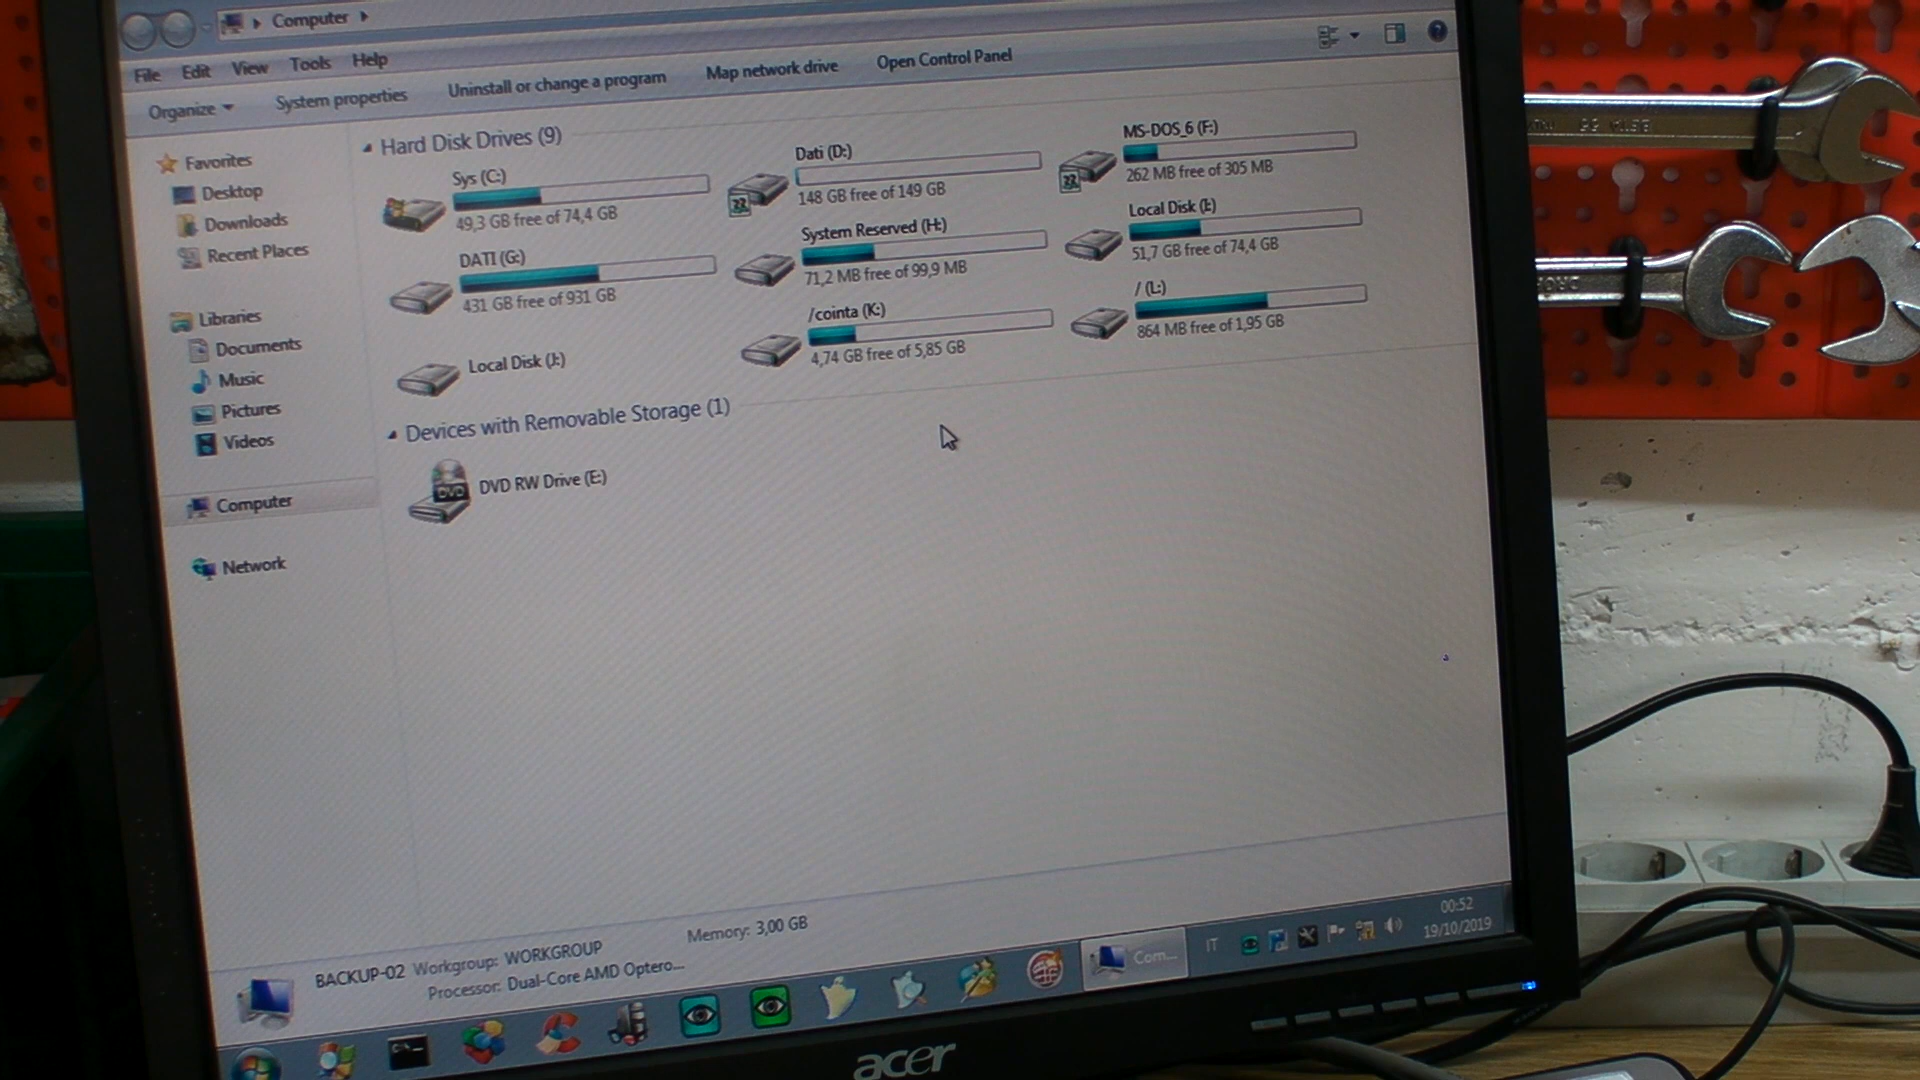 Computer
File Edit View Tools Help
Organize System properties Uninstall or change a program Map network drive Open Control Panel
Favorites
Desktop
Downloads
Recent Places
Libraries
Documents
Music
Pictures
Videos
Computer
Network
Hard Disk Drives (9)
Sys (C:)
49,3 GB free of 74,4 GB
Dati (D:)
148 GB free of 149 GB
MS-DOS_6 (F:)
262 MB free of 305 MB
DATI (G:)
431 GB free of 931 GB
System Reserved (H:)
71,2 MB free of 99,9 MB
Local Disk (I:)
51,7 GB free of 74,4 GB
Local Disk (J:)
/cointa (K:)
4,74 GB free of 5,85 GB
/ (L:)
864 MB free of 1,95 GB
Devices with Removable Storage (1)
DVD
DVD RW Drive (E:)
BACKUP-02 Workgroup: WORKGROUP Memory: 3,00 GB
Processor: Dual-Core AMD Optero...
Com...
IT
00:52
19/10/2019
acer